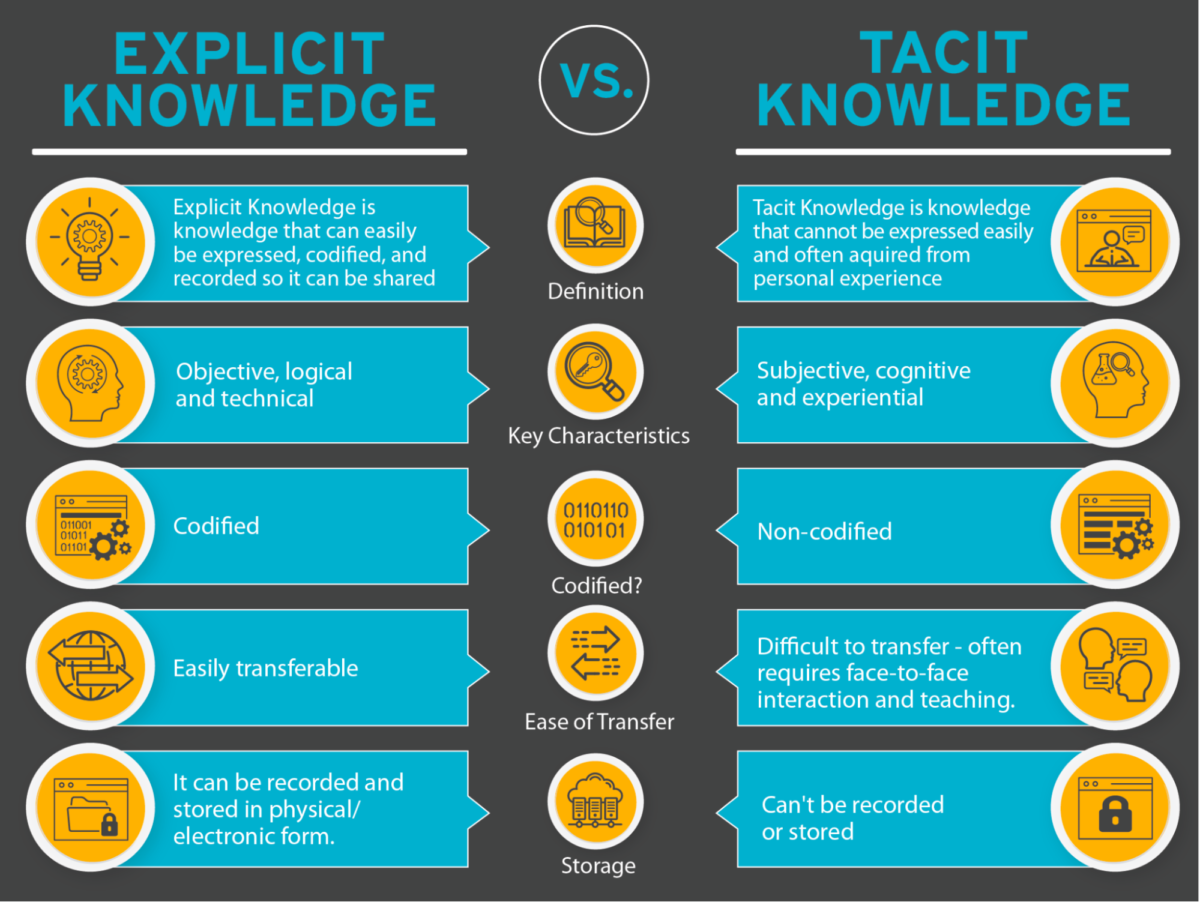 EXPLICIT
KNOWLEDGE
VS.
TACIT
KNOWLEDGE
Explicit Knowledge is
knowledge that can easily
be expressed, codified, and
recorded so it can be shared
Definition
Tacit Knowledge is knowledge
that cannot be expressed easily
and often aquired from
personal experience
Objective, logical
and technical
Key Characteristics
Subjective, cognitive
and experiential
011001
01011
01101
Codified
0110110
010101
Codified?
Non-codified
Easily transferable
Ease of Transfer
Difficult to transfer - often
requires face-to-face
interaction and teaching.
It can be recorded and
stored in physical/
electronic form.
Storage
Can't be recorded
or stored